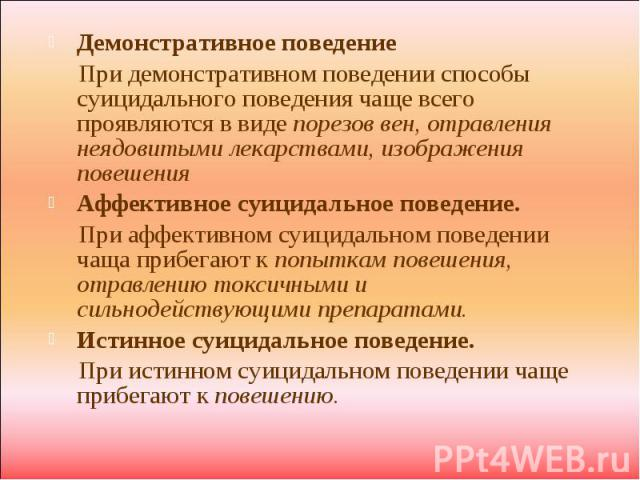 Демонстративное поведение
При демонстративном поведении способы
суицидального поведения чаще всего
проявляются в виде порезов вен, отравления
неядовитыми лекарствами, изображения
повешения
Аффективное суицидальное поведение.
При аффективном суицидальном поведении
чаща прибегают к попыткам повешения,
отравлению токсичными и
сильнодействующими препаратами.
Истинное суицидальное поведение.
При истинном суицидальном поведении чаще
прибегают к повешению.
PPt4WEB.ru